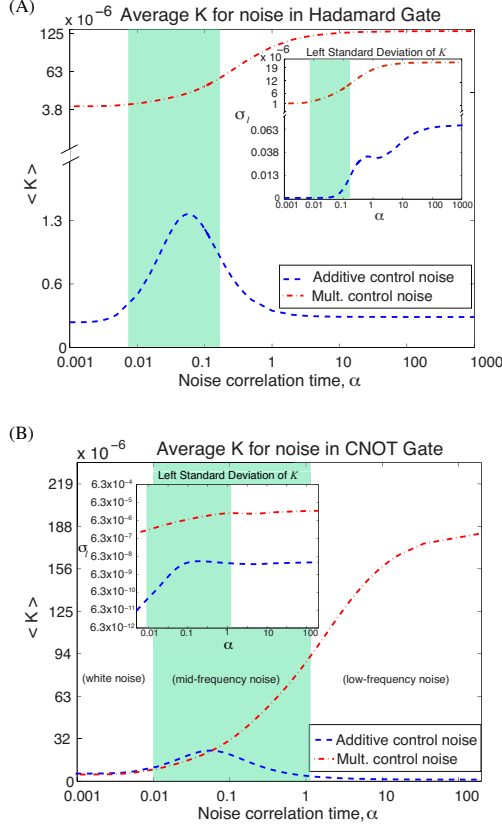 (A)
Average K for noise in Hadamard Gate
x 10⁻⁶
125
63
3.8
1.3
0.6
0
< K >
0.001
0.01
0.1
1
10
100
1000
Noise correlation time, α
Left Standard Deviation of K
x 10⁻⁶
19
12
6
1
σₗ
0.063
0.038
0.013
0
0.001
0.01
0.1
1
10
100
1000
α
Additive control noise
Mult. control noise
(B)
Average K for noise in CNOT Gate
x 10⁻⁶
219
188
156
125
94
63
32
0
< K >
Left Standard Deviation of K
6.3x10⁻⁴
6.3x10⁻⁵
6.3x10⁻⁶
6.3x10⁻⁷
6.3x10⁻⁸
6.3x10⁻⁹
6.3x10⁻¹⁰
6.3x10⁻¹¹
6.3x10⁻¹²
σₗ
0.01
0.1
1
10
100
α
(white noise)
(mid-frequency noise)
(low-frequency noise)
Additive control noise
Mult. control noise
0.001
0.01
0.1
1
10
100
Noise correlation time, α